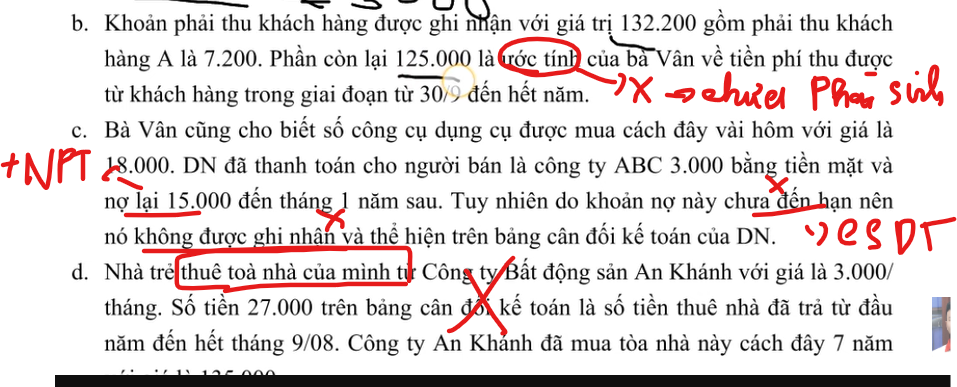 b. Khoản phải thu khách hàng được ghi nhận với giá trị 132.200 gồm phải thu khách
hàng A là 7.200. Phần còn lại 125.000 là ước tính của bà Vân về tiền phí thu được
từ khách hàng trong giai đoạn từ 30/9 đến hết năm.
x → chưa Phát sinh
c. Bà Vân cũng cho biết số công cụ dụng cụ được mua cách đây vài hôm với giá là
+NPT
18.000. DN đã thanh toán cho người bán là công ty ABC 3.000 bằng tiền mặt và
nợ lại 15.000 đến tháng 1 năm sau. Tuy nhiên do khoản nợ này chưa đến hạn nên
nó không được ghi nhận và thể hiện trên bảng cân đối kế toán của DN.
CSDT
d. Nhà trẻ thuê toà nhà của mình từ Công ty Bất động sản An Khánh với giá là 3.000/
tháng. Số tiền 27.000 trên bảng cân đối kế toán là số tiền thuê nhà đã trả từ đầu
năm đến hết tháng 9/08. Công ty An Khánh đã mua tòa nhà này cách đây 7 năm